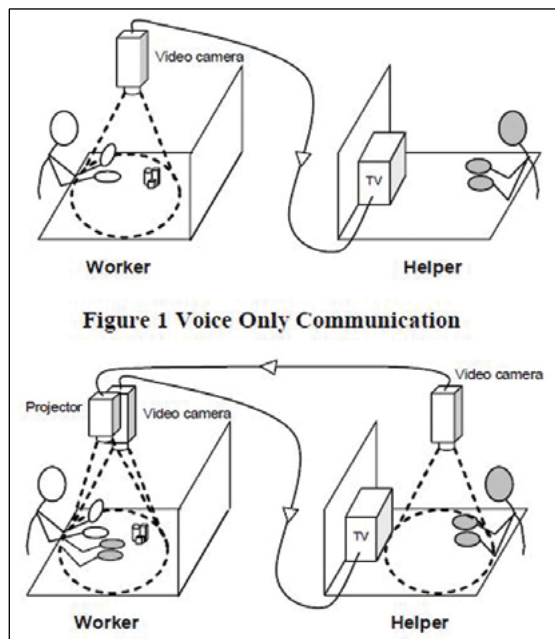 Video camera
TV
Worker
Helper
Figure 1 Voice Only Communication
Video camera
Projector
Video camera
TV
Worker
Helper